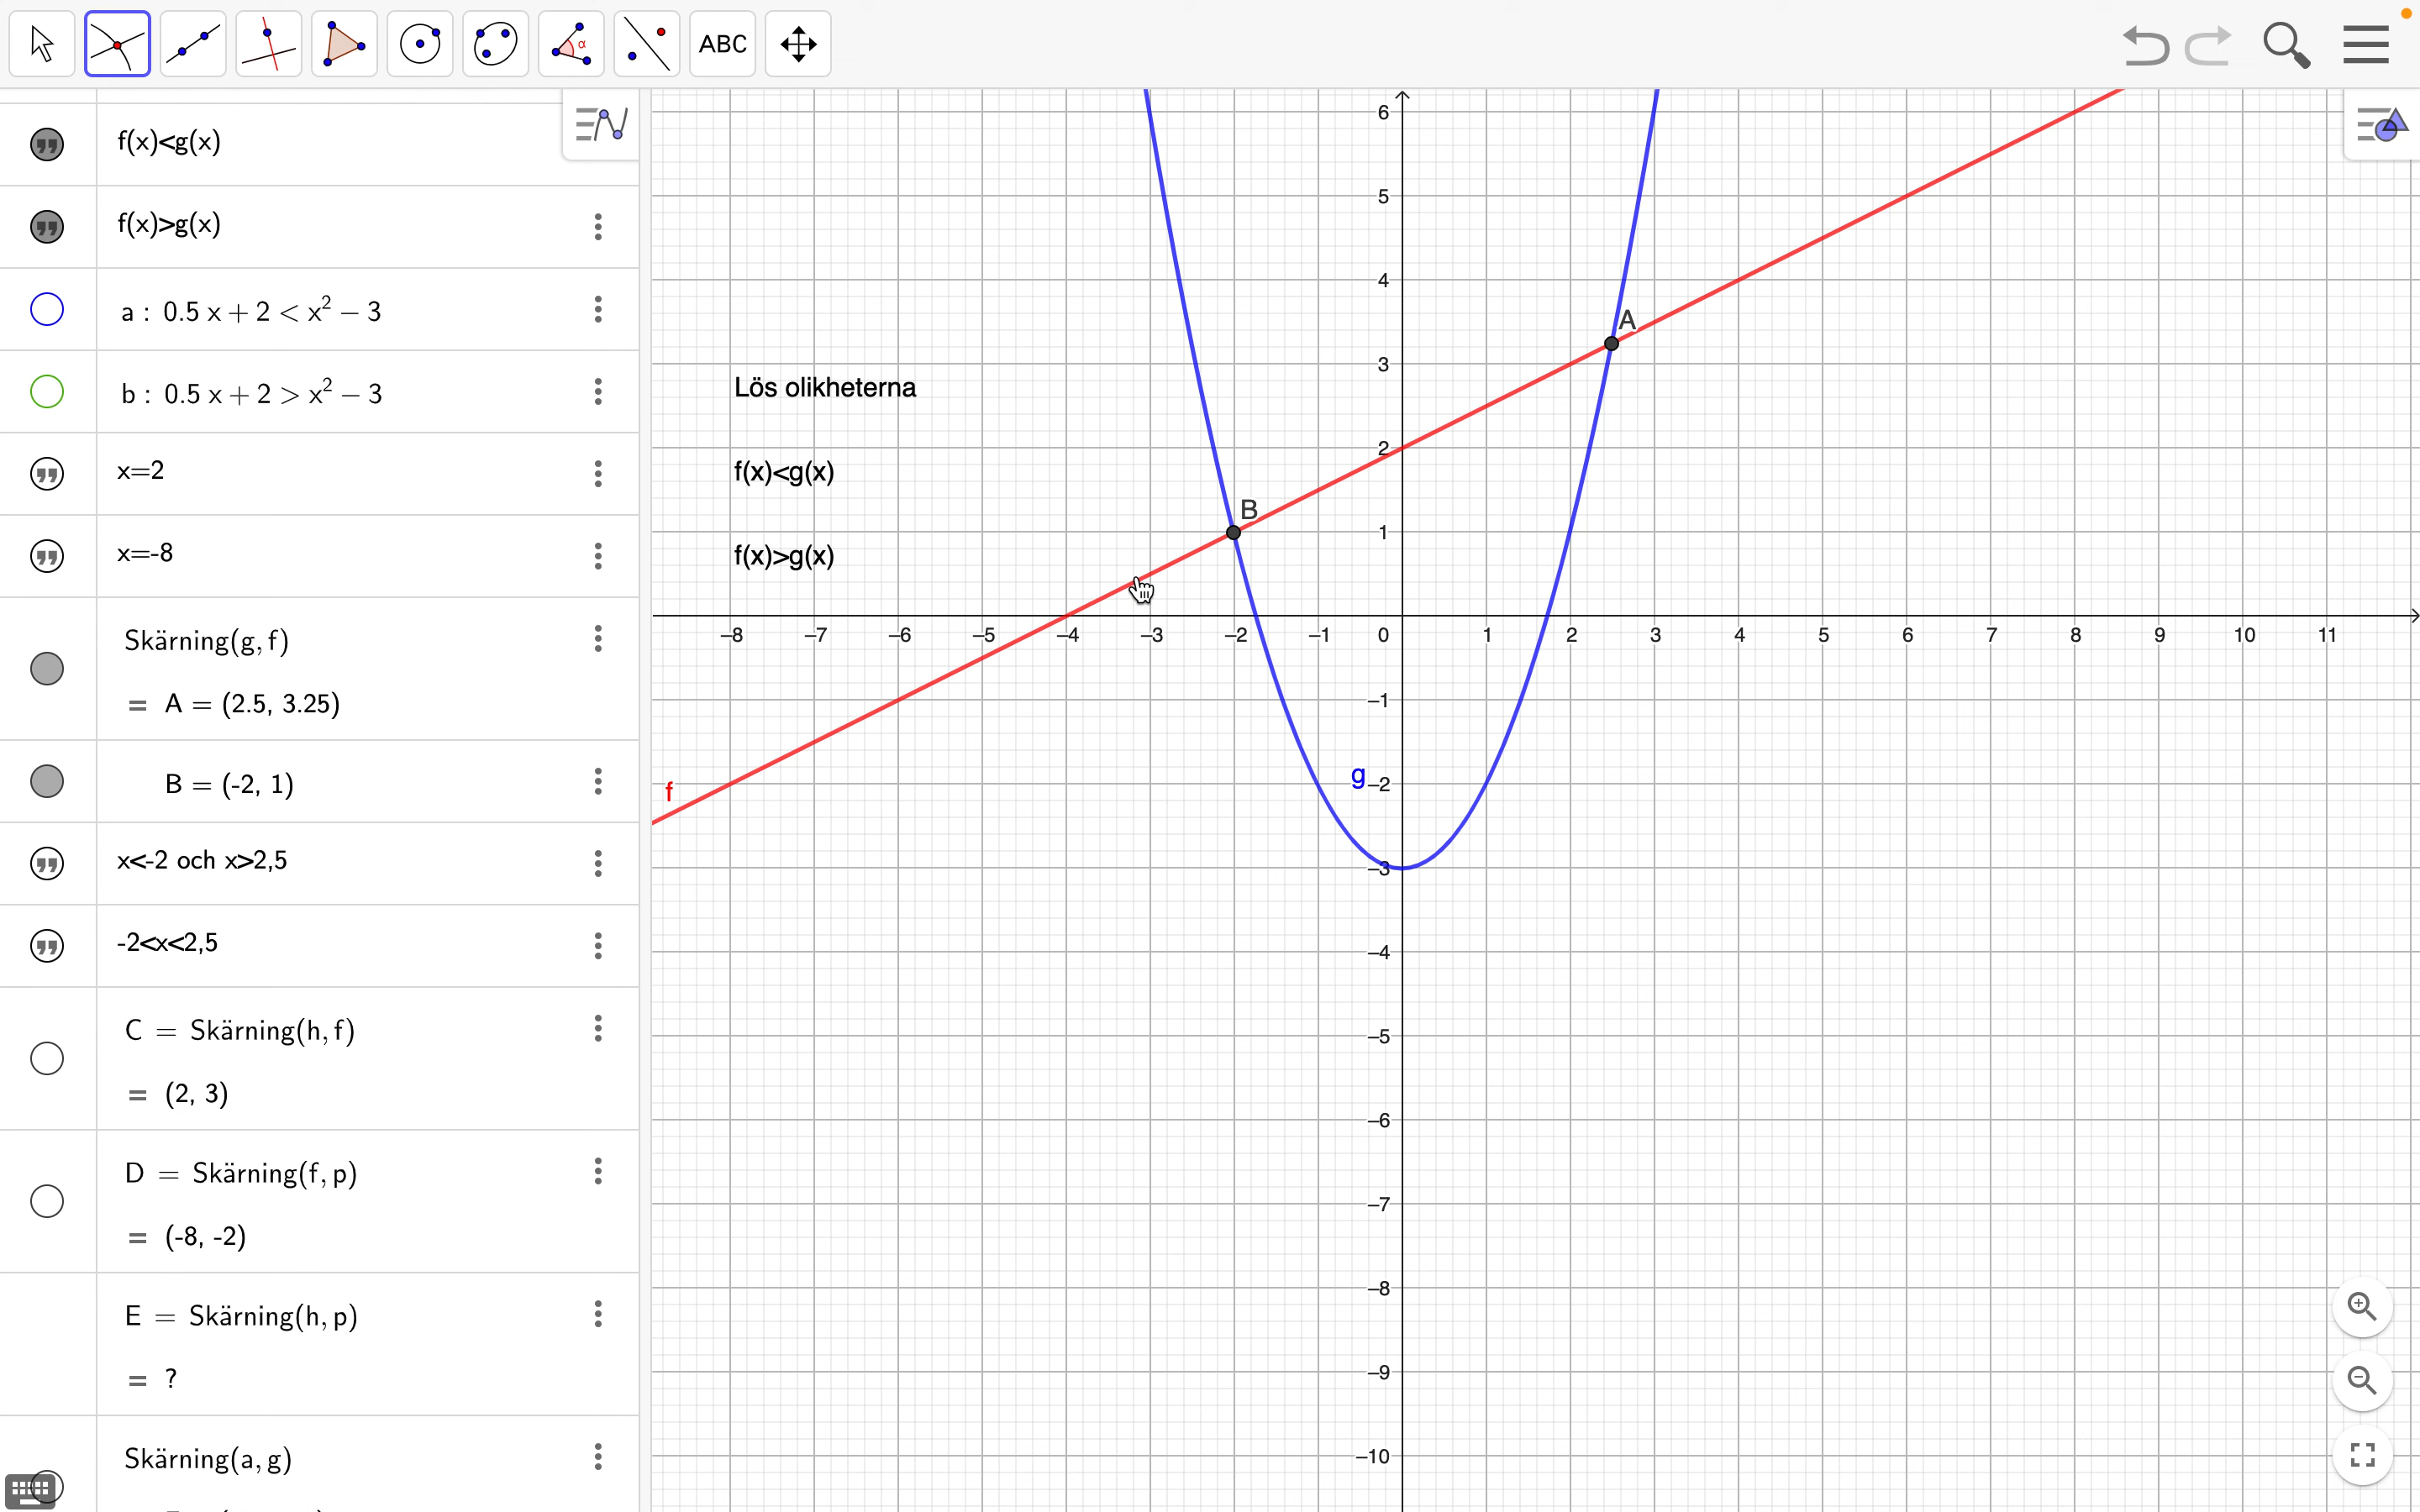 ABC
f(x)<g(x)
f(x)>g(x)
a : 0.5 x + 2 < x² − 3
b : 0.5 x + 2 > x² − 3
x=2
x=-8
Skärning(g, f)
= A = (2.5, 3.25)
B = (-2, 1)
x<-2 och x>2,5
-2<x<2,5
C = Skärning(h, f)
= (2, 3)
D = Skärning(f, p)
= (-8, -2)
E = Skärning(h, p)
= ?
Skärning(a, g)
Lös olikheterna
f(x)<g(x)
f(x)>g(x)
A
B
f
g
6
5
4
3
2
1
−8 −7 −6 −5 −4 −3 −2 −1 0 1 2 3 4 5 6 7 8 9 10 11
−1
−2
−3
−4
−5
−6
−7
−8
−9
−10